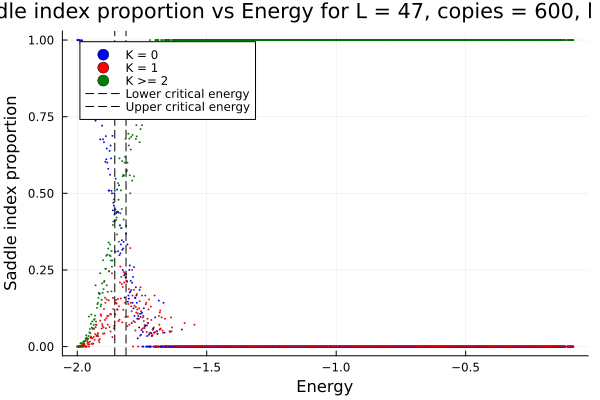 dle index proportion vs Energy for L = 47, copies = 600,
1.00
0.75
0.50
0.25
0.00
Saddle index proportion
K = 0
K = 1
K >= 2
Lower critical energy
Upper critical energy
−2.0 −1.5 −1.0 −0.5
Energy